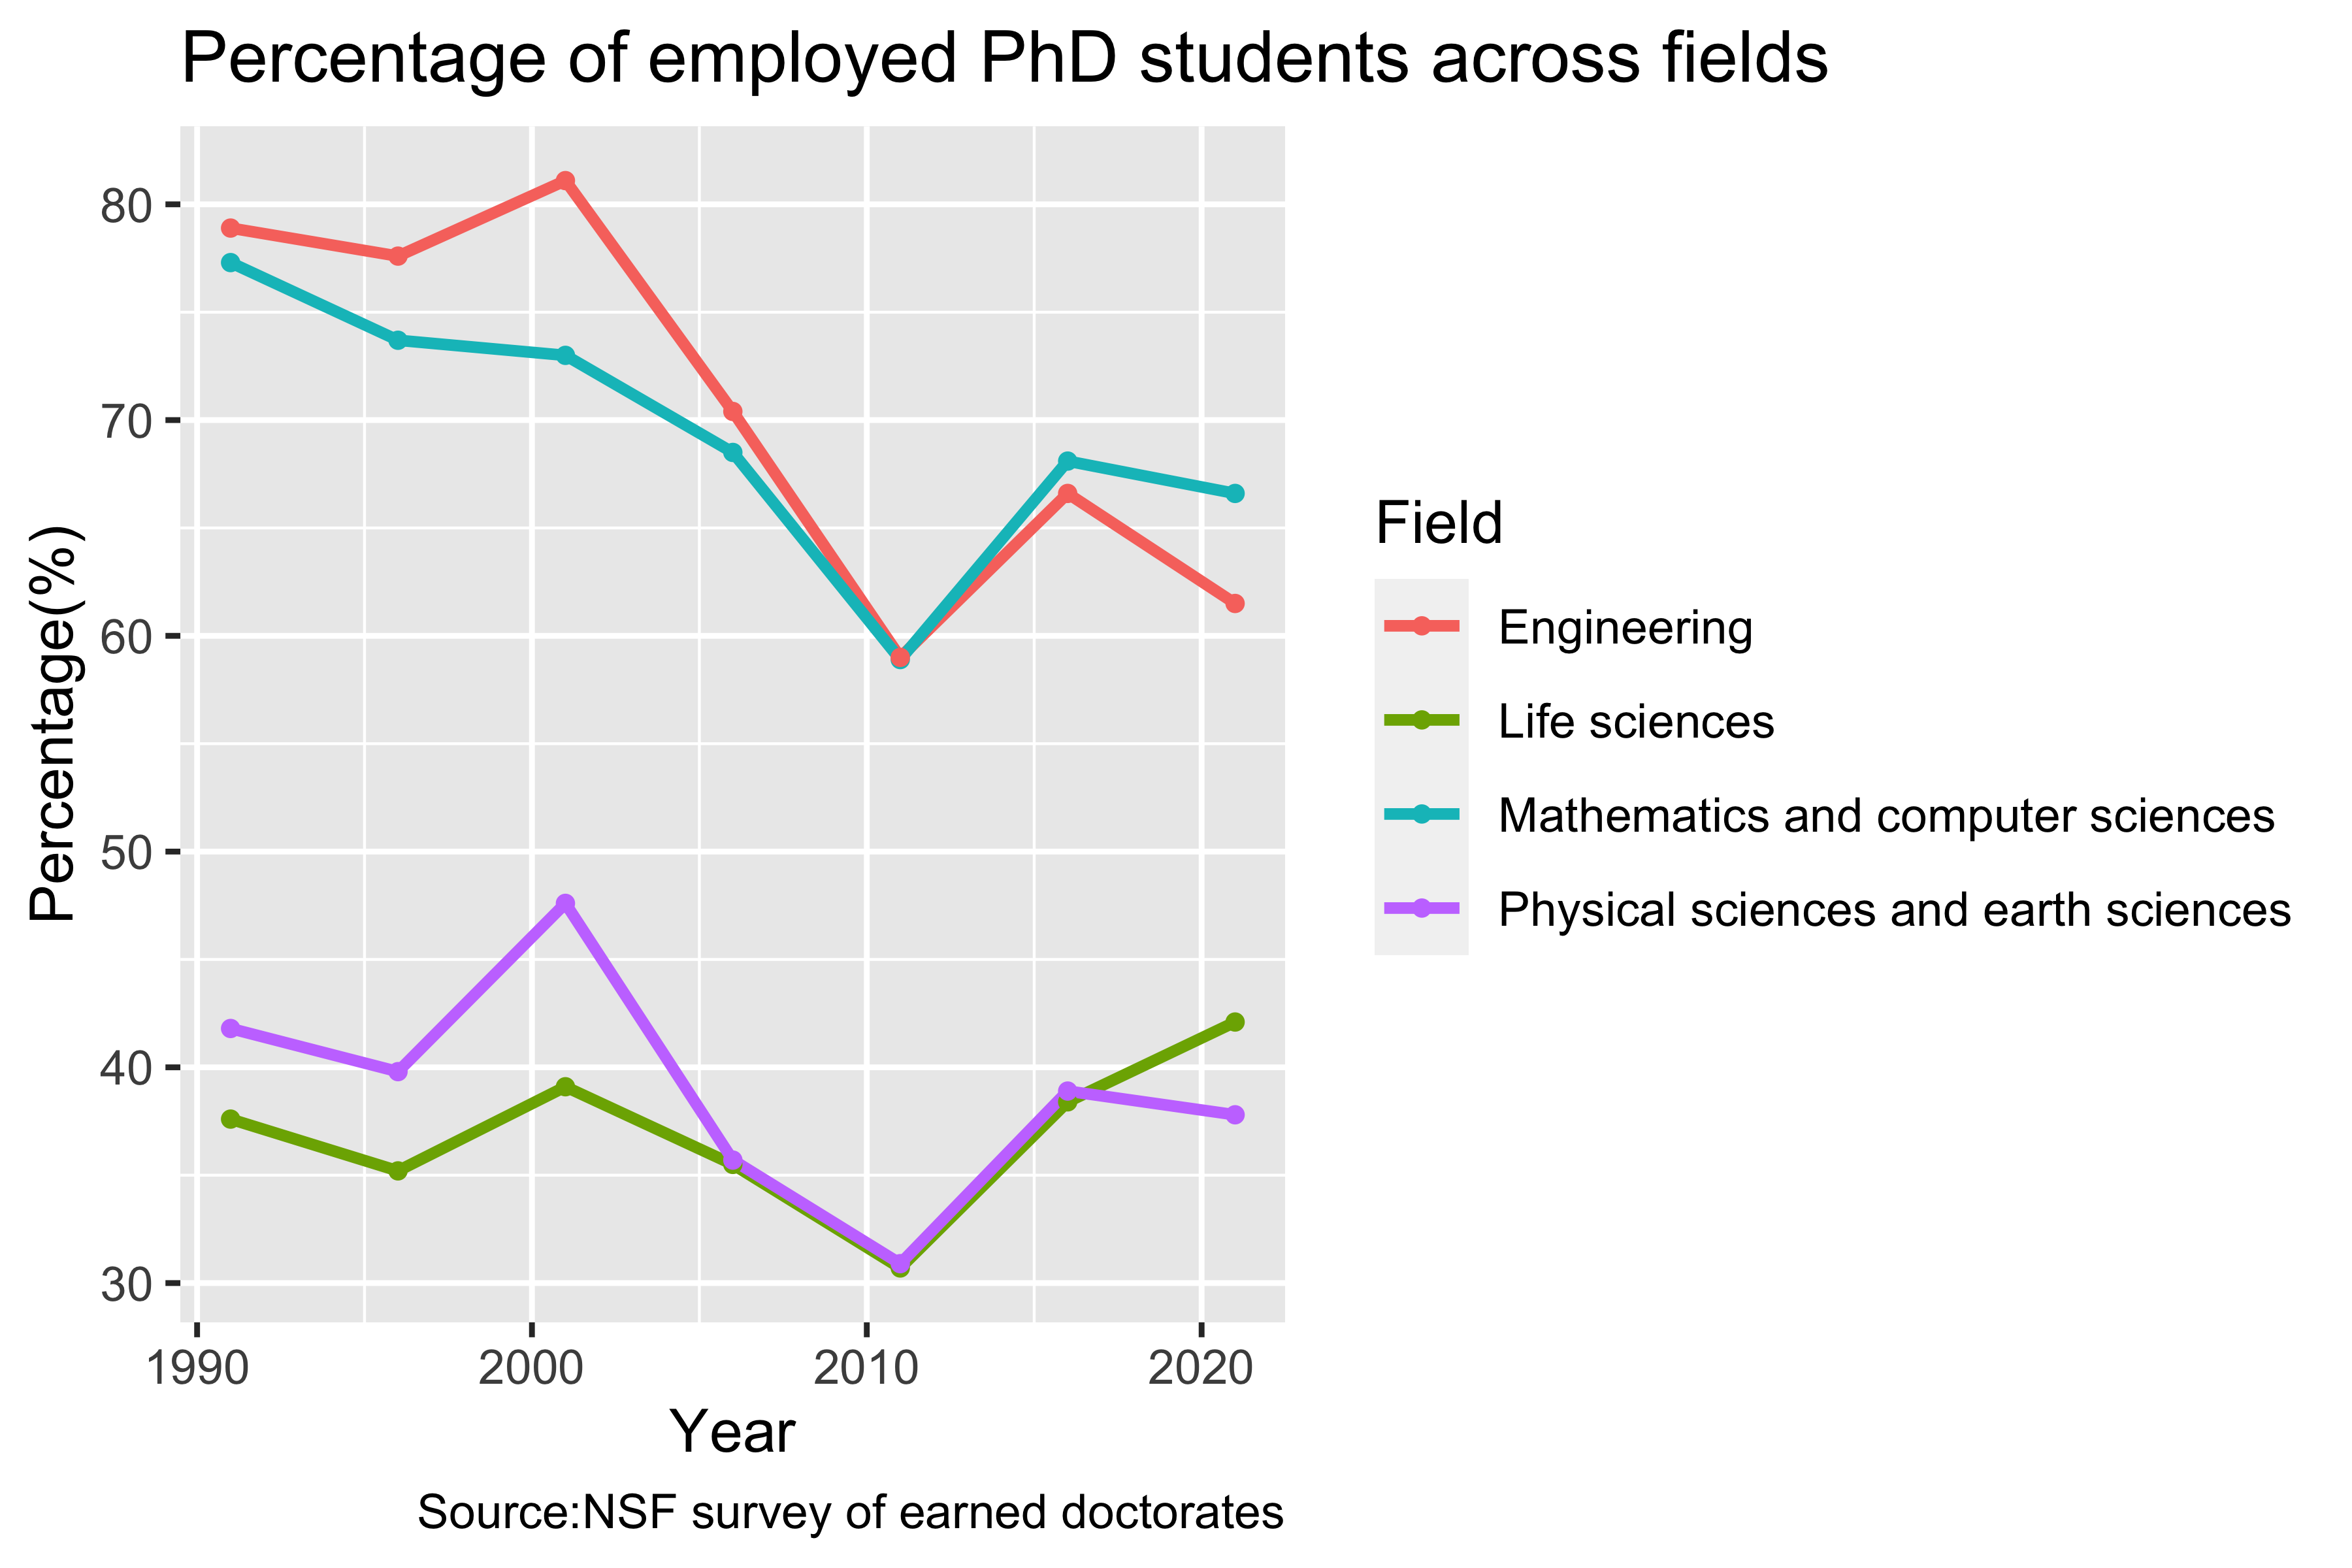 Percentage of employed PhD students across fields
80
70
60
50
40
30
Percentage(%)
1990 2000 2010 2020
Year
Source:NSF survey of earned doctorates
Field
Engineering
Life sciences
Mathematics and computer sciences
Physical sciences and earth sciences